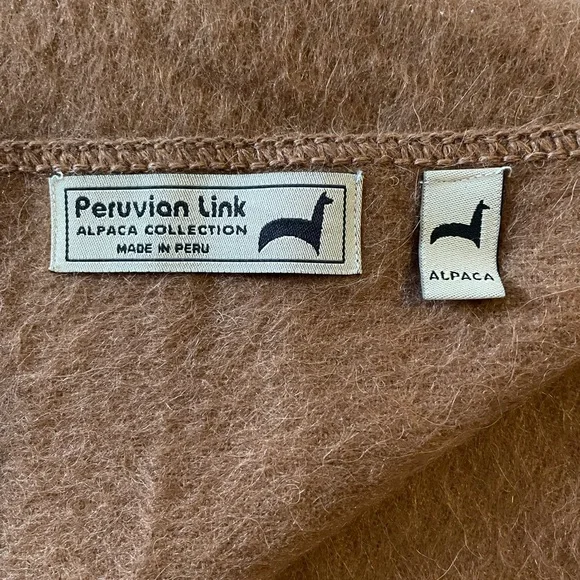 Peruvian Link
ALPACA COLLECTION
MADE IN PERU
ALPACA